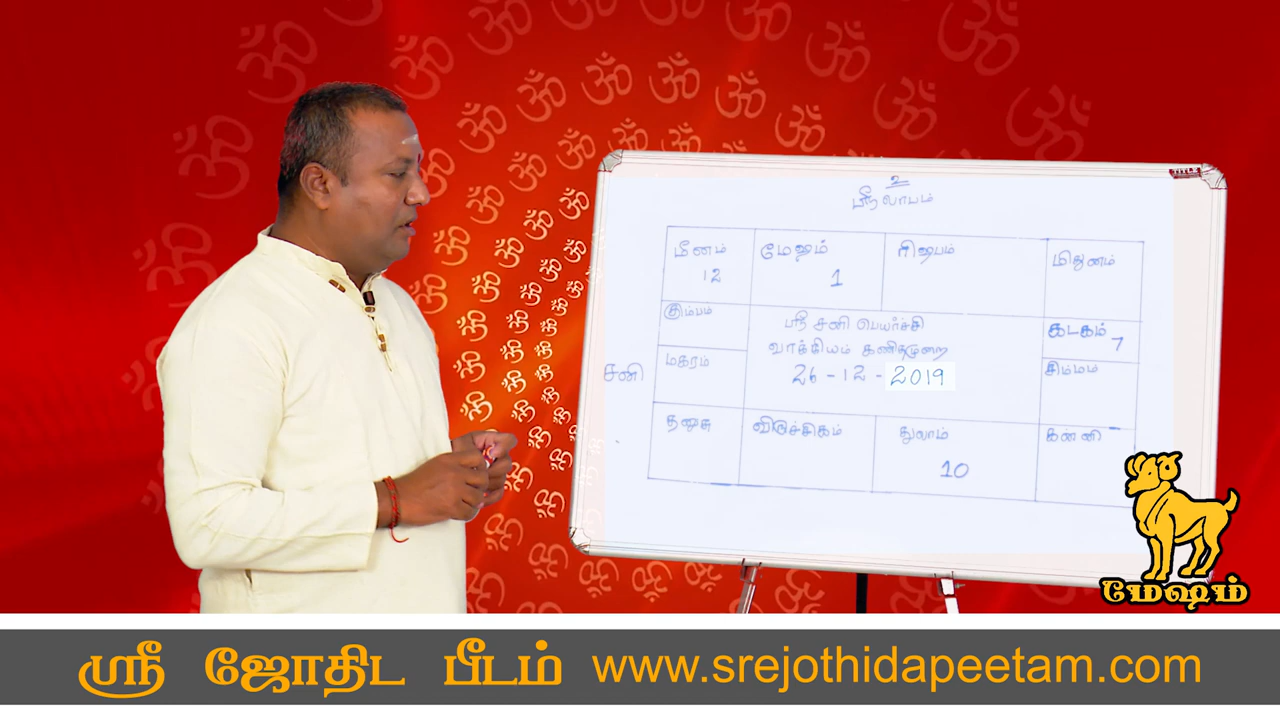 உ
ஸ்ரீ லாபம்
மீனம்
12
மேஷம்
1
ரிஷபம்
மிதுனம்
கும்பம்
ஸ்ரீ சனி பெயர்ச்சி
வாக்கியம் கணிதமுறை
26-12-2019
கடகம்
7
சனி
மகரம்
சிம்மம்
தனுசு
விருச்சிகம்
துலாம்
10
கன்னி
மேஷம்
ஸ்ரீ ஜோதிட பீடம் www.srejothidapeetam.com